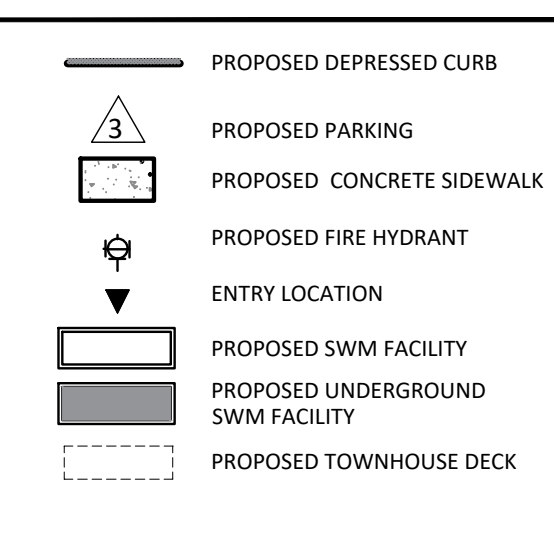 PROPOSED DEPRESSED CURB
3
PROPOSED PARKING
PROPOSED CONCRETE SIDEWALK
PROPOSED FIRE HYDRANT
ENTRY LOCATION
PROPOSED SWM FACILITY
PROPOSED UNDERGROUND
SWM FACILITY
PROPOSED TOWNHOUSE DECK